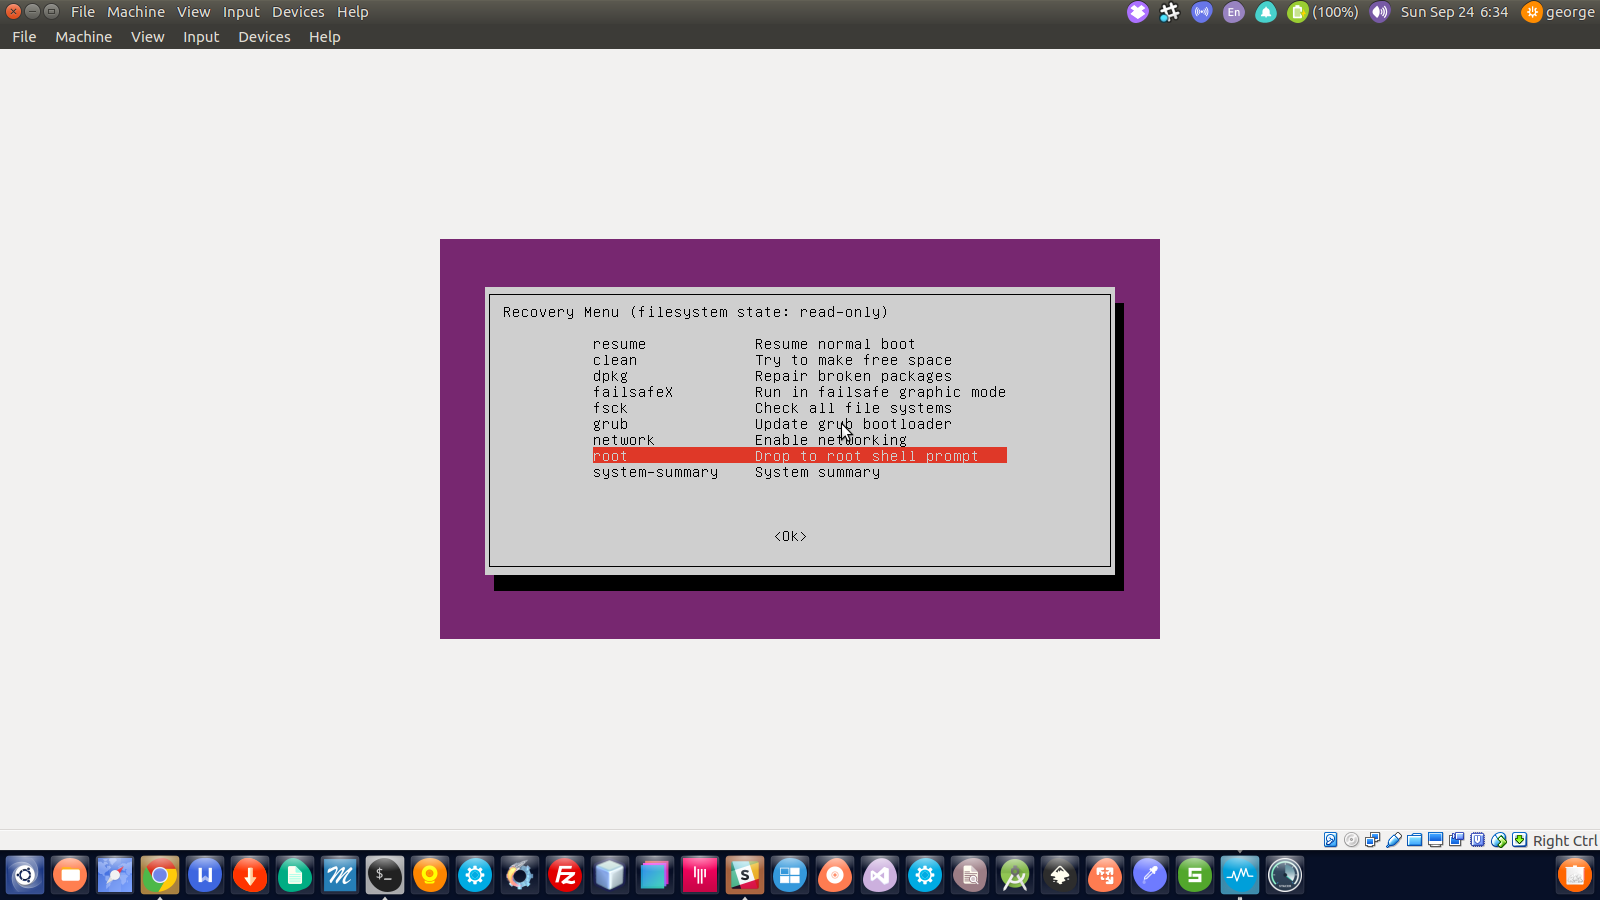 File Machine View Input Devices Help En (100%) Sun Sep 24 6:34 george
File Machine View Input Devices Help
Recovery Menu (filesystem state: read-only)
resume Resume normal boot
clean Try to make free space
dpkg Repair broken packages
failsafeX Run in failsafe graphic mode
fsck Check all file systems
grub Update grub bootloader
network Enable networking
root Drop to root shell prompt
system-summary System summary
<Ok>
Right Ctrl